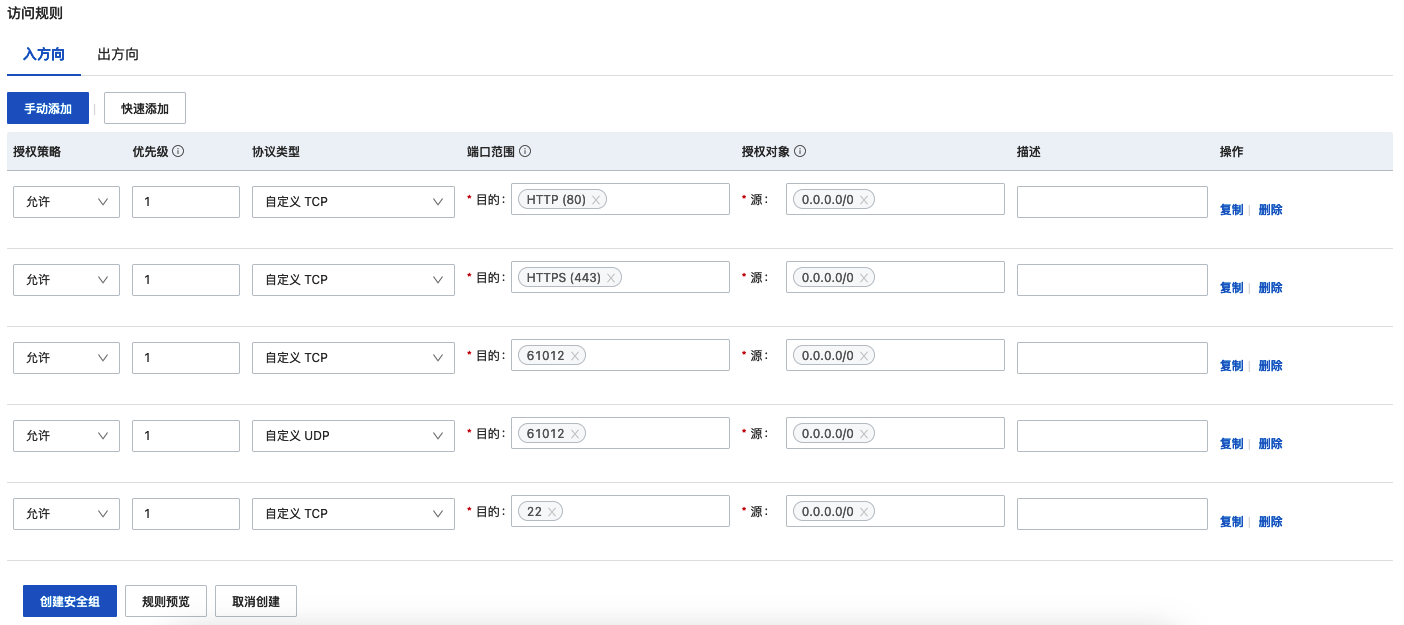 访问规则
入方向 出方向
手动添加 快速添加
授权策略 优先级 协议类型 端口范围 授权对象 描述 操作
允许 1 自定义 TCP * 目的: HTTP (80) × * 源: 0.0.0.0/0 × 复制 删除
允许 1 自定义 TCP * 目的: HTTPS (443) × * 源: 0.0.0.0/0 × 复制 删除
允许 1 自定义 TCP * 目的: 61012 × * 源: 0.0.0.0/0 × 复制 删除
允许 1 自定义 UDP * 目的: 61012 × * 源: 0.0.0.0/0 × 复制 删除
允许 1 自定义 TCP * 目的: 22 × * 源: 0.0.0.0/0 × 复制 删除
创建安全组 规则预览 取消创建